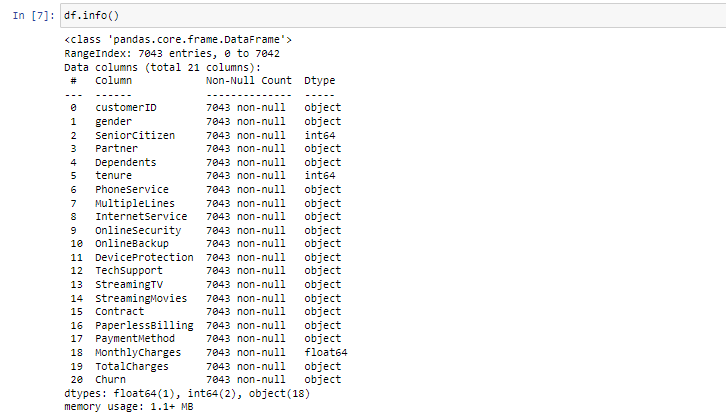 In [7]: df.info()
<class 'pandas.core.frame.DataFrame'>
RangeIndex: 7043 entries, 0 to 7042
Data columns (total 21 columns):
 #   Column            Non-Null Count  Dtype
---  ------            --------------  -----
 0   customerID        7043 non-null   object
 1   gender            7043 non-null   object
 2   SeniorCitizen     7043 non-null   int64
 3   Partner           7043 non-null   object
 4   Dependents        7043 non-null   object
 5   tenure            7043 non-null   int64
 6   PhoneService      7043 non-null   object
 7   MultipleLines     7043 non-null   object
 8   InternetService   7043 non-null   object
 9   OnlineSecurity    7043 non-null   object
 10  OnlineBackup      7043 non-null   object
 11  DeviceProtection  7043 non-null   object
 12  TechSupport       7043 non-null   object
 13  StreamingTV       7043 non-null   object
 14  StreamingMovies   7043 non-null   object
 15  Contract          7043 non-null   object
 16  PaperlessBilling  7043 non-null   object
 17  PaymentMethod     7043 non-null   object
 18  MonthlyCharges    7043 non-null   float64
 19  TotalCharges      7043 non-null   object
 20  Churn             7043 non-null   object
dtypes: float64(1), int64(2), object(18)
memory usage: 1.1+ MB